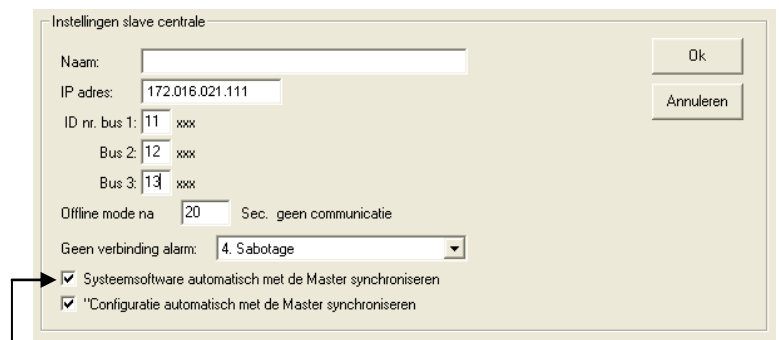 Instellingen slave centrale
Naam:
Ok
IP adres: 172.016.021.111
Annuleren
ID nr. bus 1: 11 xxx
Bus 2: 12 xxx
Bus 3: 13 xxx
Offline mode na 20 Sec. geen communicatie
Geen verbinding alarm: 4. Sabotage
Systeemsoftware automatisch met de Master synchroniseren
"Configuratie automatisch met de Master synchroniseren